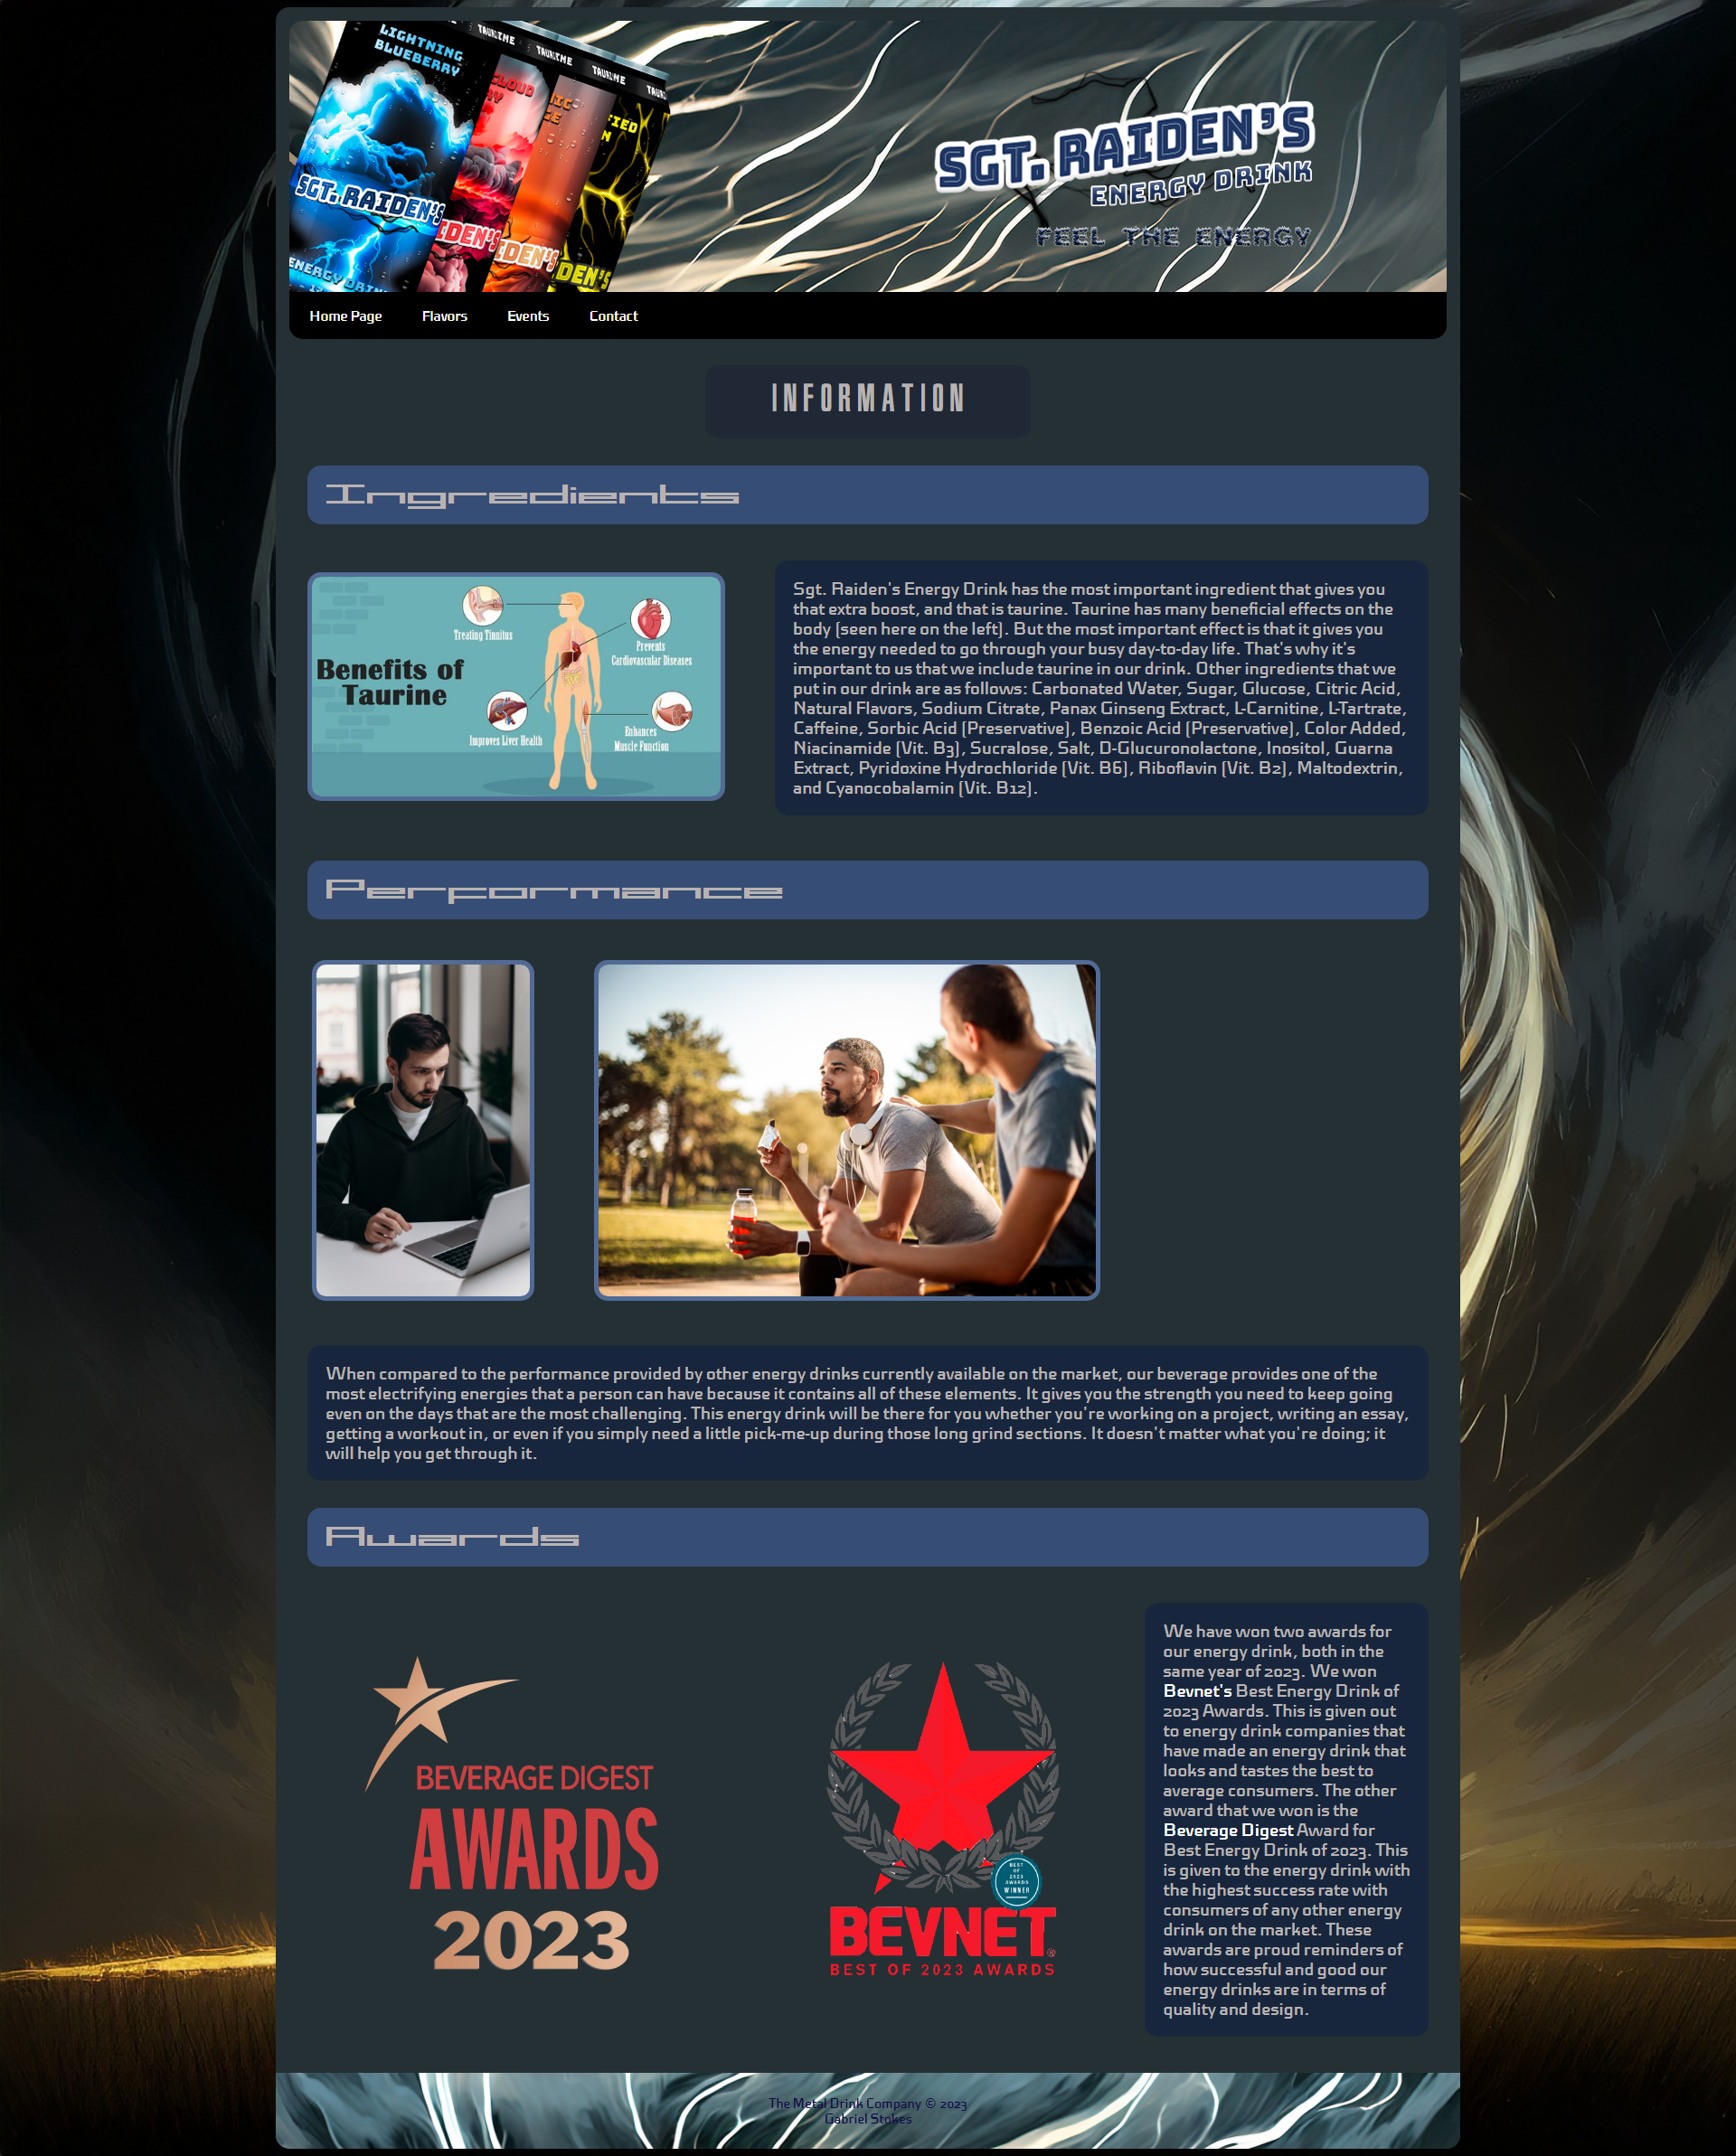 LIGHTNING
BLUEBERRY
TAURINE
TAURINE
TAURINE
CLOUD
SGT. RAIDEN'S
ENERGY DRINK
SGT. RAIDEN'S
ENERGY DRINK
FEEL THE ENERGY
Home Page Flavors Events Contact
INFORMATION
Ingredients
Benefits of
Taurine
Treating Tinnitus
Prevents
Cardiovascular Diseases
Improves Liver Health
Enhances
Muscle Function
Sgt. Raiden's Energy Drink has the most important ingredient that gives you
that extra boost, and that is taurine. Taurine has many beneficial effects on the
body (seen here on the left). But the most important effect is that it gives you
the energy needed to go through your busy day-to-day life. That's why it's
important to us that we include taurine in our drink. Other ingredients that we
put in our drink are as follows: Carbonated Water, Sugar, Glucose, Citric Acid,
Natural Flavors, Sodium Citrate, Panax Ginseng Extract, L-Carnitine, L-Tartrate,
Caffeine, Sorbic Acid (Preservative), Benzoic Acid (Preservative), Color Added,
Niacinamide (Vit. B3), Sucralose, Salt, D-Glucuronolactone, Inositol, Guarna
Extract, Pyridoxine Hydrochloride (Vit. B6), Riboflavin (Vit. B2), Maltodextrin,
and Cyanocobalamin (Vit. B12).
Performance
When compared to the performance provided by other energy drinks currently available on the market, our beverage provides one of the
most electrifying energies that a person can have because it contains all of these elements. It gives you the strength you need to keep going
even on the days that are the most challenging. This energy drink will be there for you whether you're working on a project, writing an essay,
getting a workout in, or even if you simply need a little pick-me-up during those long grind sections. It doesn't matter what you're doing; it
will help you get through it.
Awards
BEVERAGE DIGEST
AWARDS
2023
BEST
OF
2023
AWARDS
WINNER
BEVNET®
BEST OF 2023 AWARDS
We have won two awards for
our energy drink, both in the
same year of 2023. We won
Bevnet's Best Energy Drink of
2023 Awards. This is given out
to energy drink companies that
have made an energy drink that
looks and tastes the best to
average consumers. The other
award that we won is the
Beverage Digest Award for
Best Energy Drink of 2023. This
is given to the energy drink with
the highest success rate with
consumers of any other energy
drink on the market. These
awards are proud reminders of
how successful and good our
energy drinks are in terms of
quality and design.
The Metal Drink Company © 2023
Gabriel Stokes